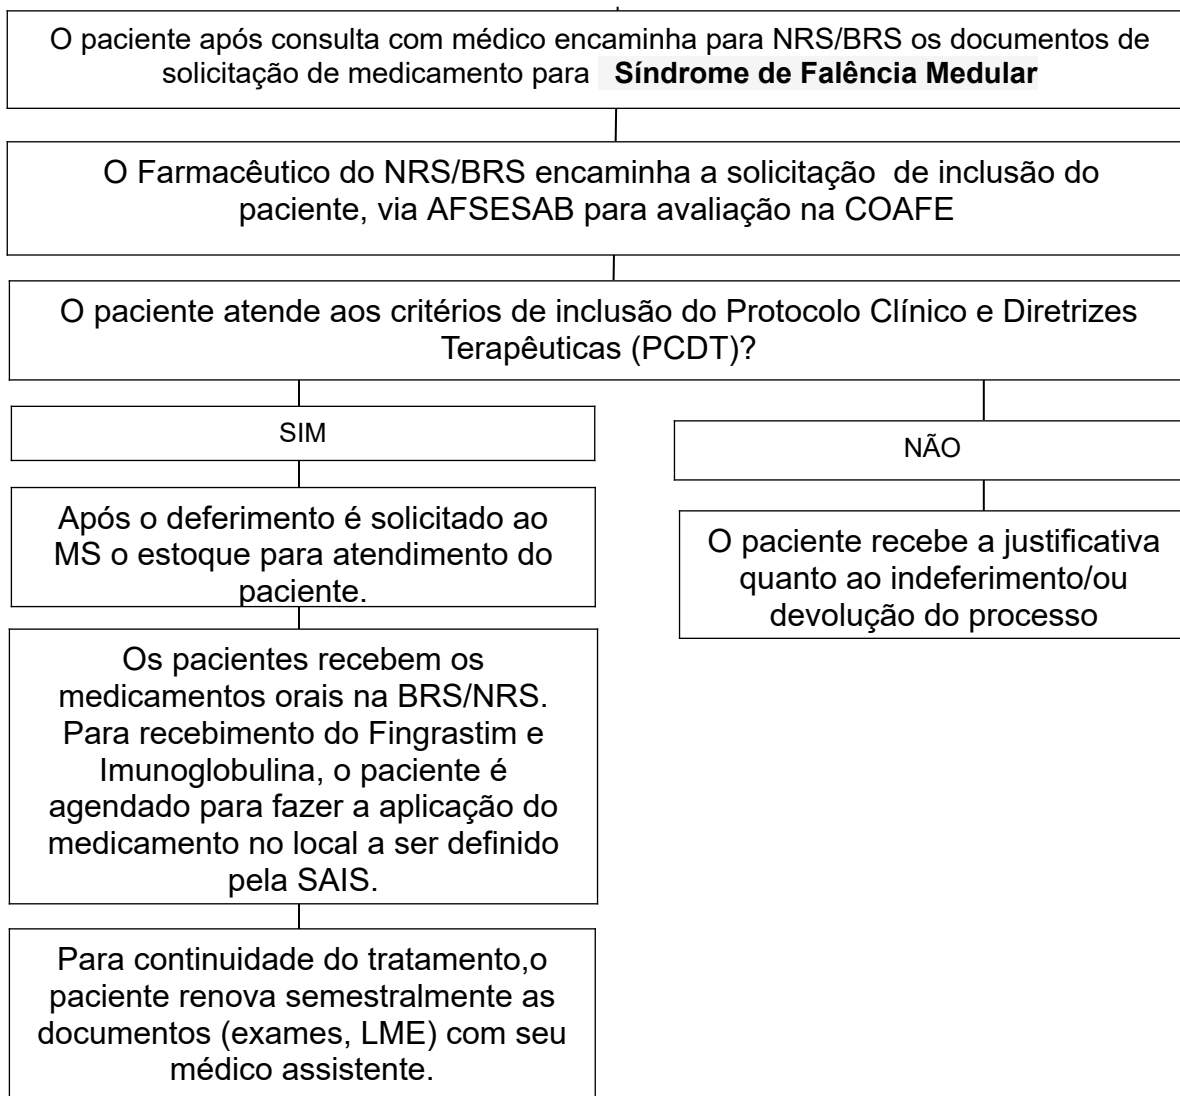 O paciente após consulta com médico encaminha para NRS/BRS os documentos de
solicitação de medicamento para Síndrome de Falência Medular
O Farmacêutico do NRS/BRS encaminha a solicitação de inclusão do
paciente, via AFSESAB para avaliação na COAFE
O paciente atende aos critérios de inclusão do Protocolo Clínico e Diretrizes
Terapêuticas (PCDT)?
SIM
Após o deferimento é solicitado ao
MS o estoque para atendimento do
paciente.
Os pacientes recebem os
medicamentos orais na BRS/NRS.
Para recebimento do Fingrastim e
Imunoglobulina, o paciente é
agendado para fazer a aplicação do
medicamento no local a ser definido
pela SAIS.
Para continuidade do tratamento,o
paciente renova semestralmente as
documentos (exames, LME) com seu
médico assistente.
NÃO
O paciente recebe a justificativa
quanto ao indeferimento/ou
devolução do processo